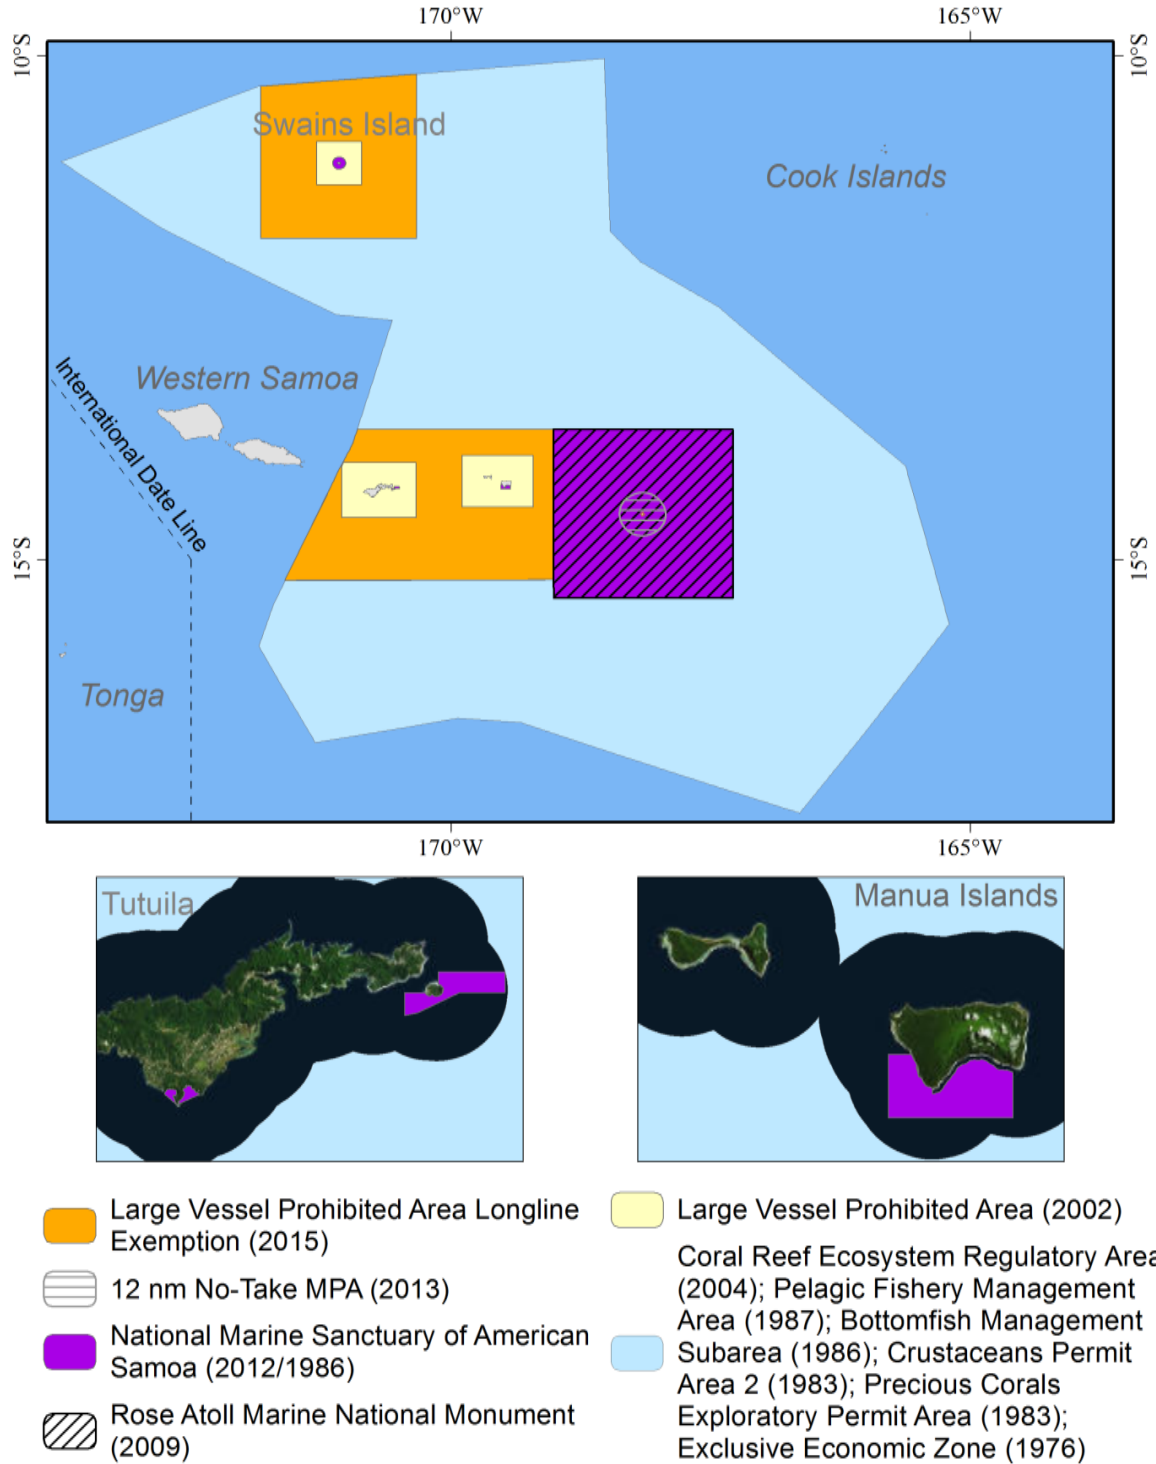 170°W
165°W
10°S
10°S
Swains Island
Cook Islands
International Date Line
Western Samoa
15°S
15°S
Tonga
170°W
165°W
Tutuila
Manua Islands
Large Vessel Prohibited Area Longline
Exemption (2015)
12 nm No-Take MPA (2013)
National Marine Sanctuary of American
Samoa (2012/1986)
Rose Atoll Marine National Monument
(2009)
Large Vessel Prohibited Area (2002)
Coral Reef Ecosystem Regulatory Area
(2004); Pelagic Fishery Management
Area (1987); Bottomfish Management
Subarea (1986); Crustaceans Permit
Area 2 (1983); Precious Corals
Exploratory Permit Area (1983);
Exclusive Economic Zone (1976)